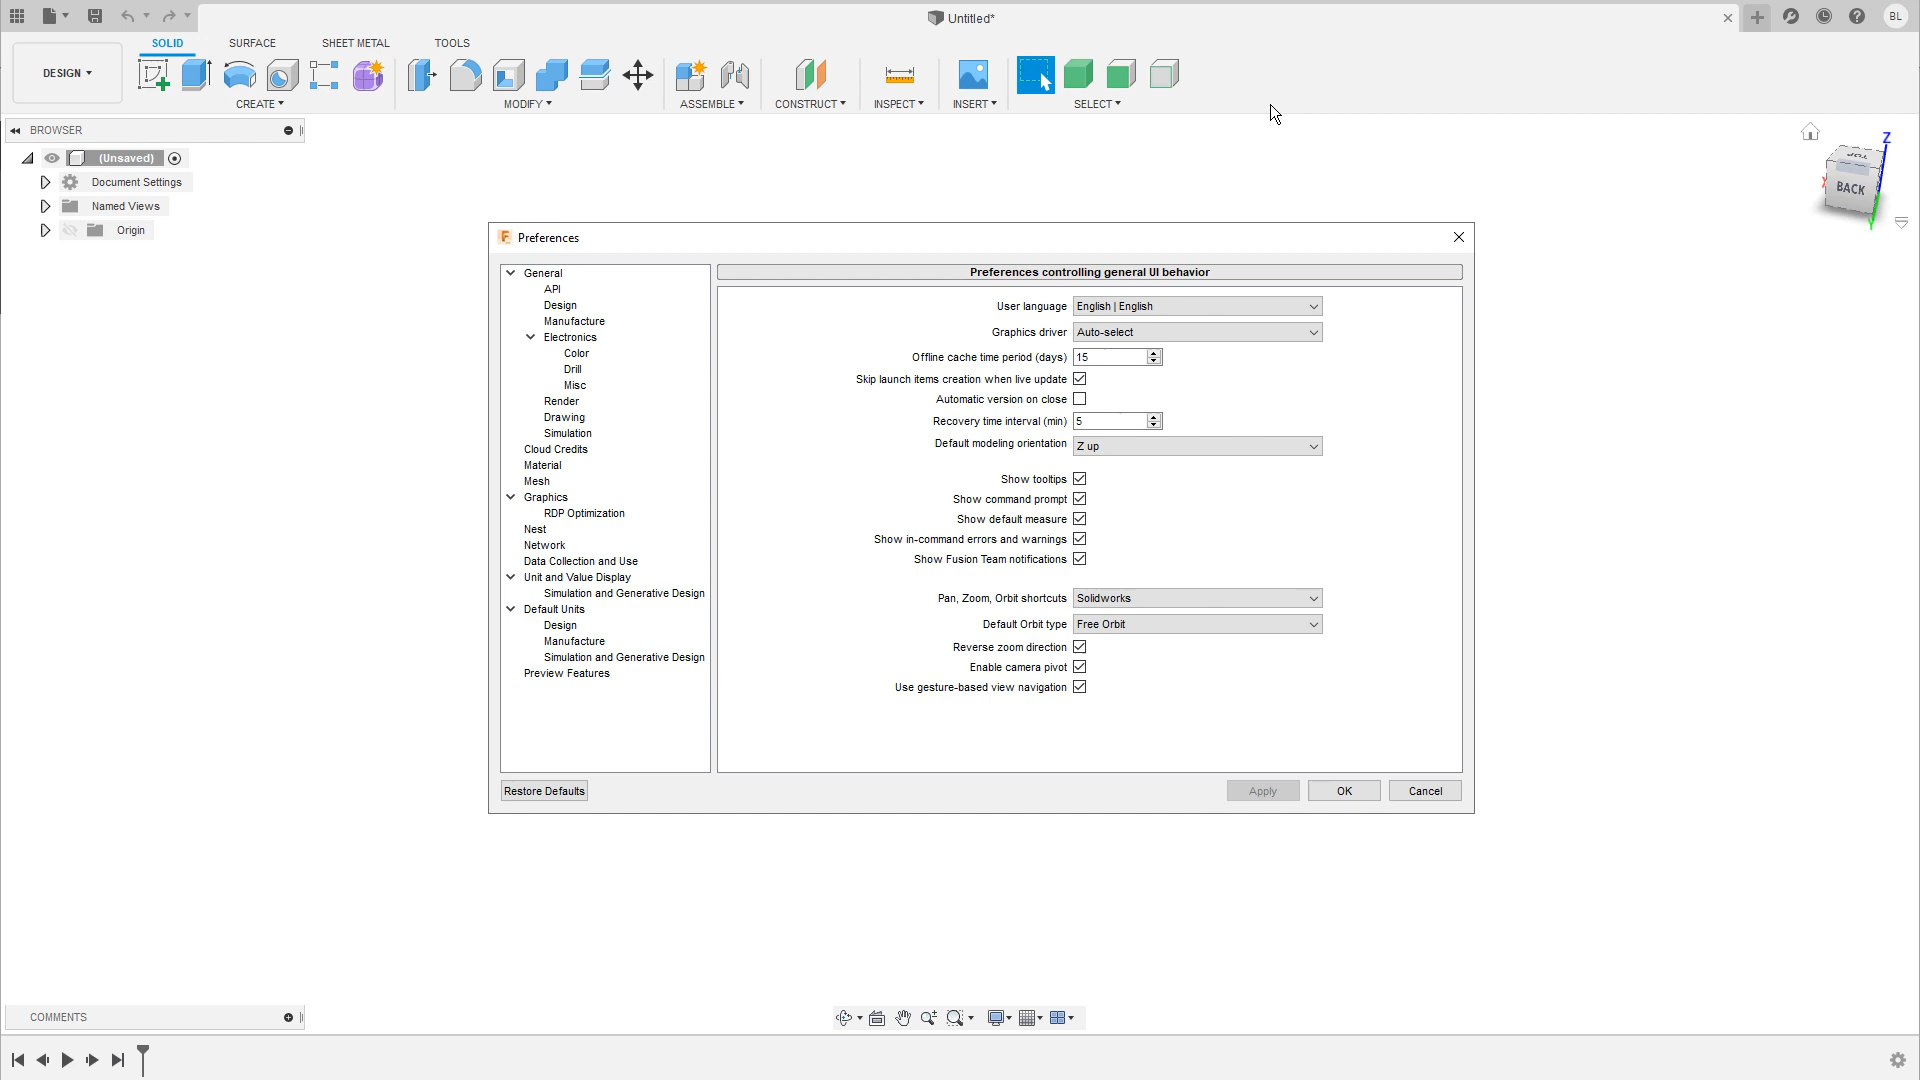 Untitled*
BL
DESIGN
SOLID
SURFACE
SHEET METAL
TOOLS
CREATE
MODIFY
ASSEMBLE
CONSTRUCT
INSPECT
INSERT
SELECT
BROWSER
(Unsaved)
Document Settings
Named Views
Origin
Z
TOP
X
BACK
Y
Preferences
General
API
Design
Manufacture
Electronics
Color
Drill
Misc
Render
Drawing
Simulation
Cloud Credits
Material
Mesh
Graphics
RDP Optimization
Nest
Network
Data Collection and Use
Unit and Value Display
Simulation and Generative Design
Default Units
Design
Manufacture
Simulation and Generative Design
Preview Features
Preferences controlling general UI behavior
User language English | English
Graphics driver Auto-select
Offline cache time period (days) 15
Skip launch items creation when live update
Automatic version on close
Recovery time interval (min) 5
Default modeling orientation Z up
Show tooltips
Show command prompt
Show default measure
Show in-command errors and warnings
Show Fusion Team notifications
Pan, Zoom, Orbit shortcuts Solidworks
Default Orbit type Free Orbit
Reverse zoom direction
Enable camera pivot
Use gesture-based view navigation
Restore Defaults
Apply
OK
Cancel
COMMENTS